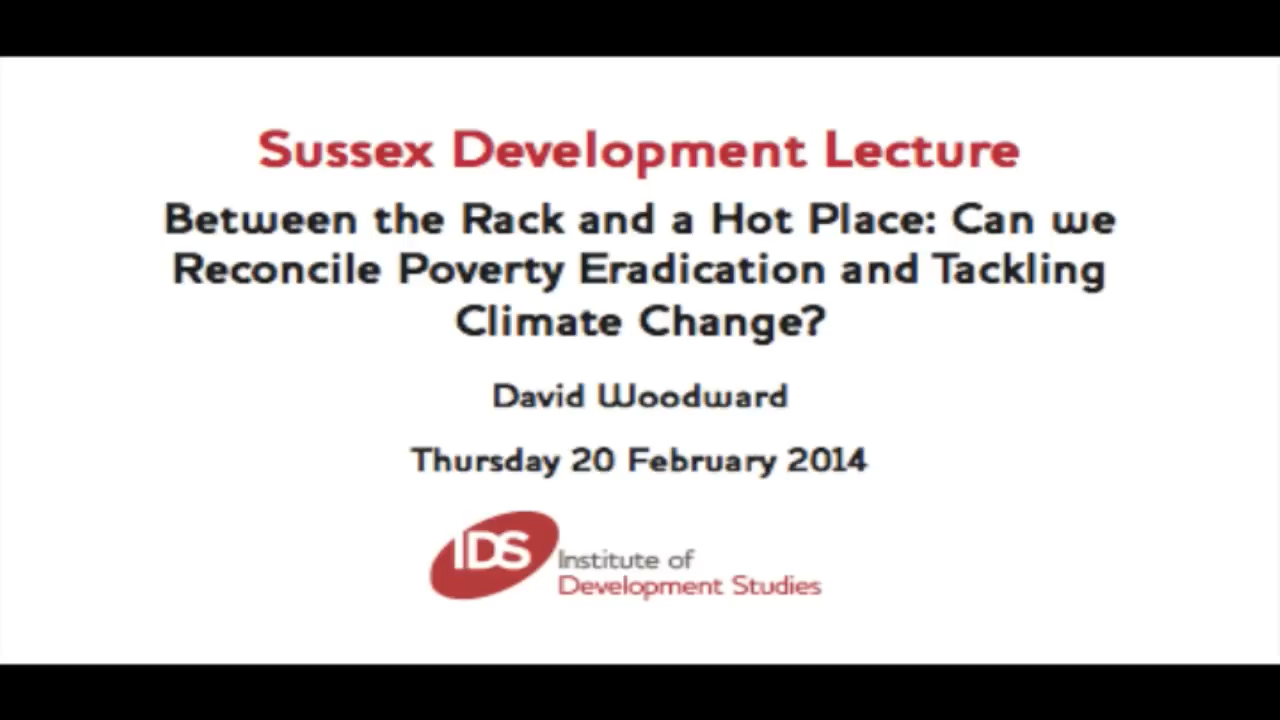 Sussex Development Lecture
Between the Rack and a Hot Place: Can we
Reconcile Poverty Eradication and Tackling
Climate Change?
David Woodward
Thursday 20 February 2014
IDS
Institute of
Development Studies